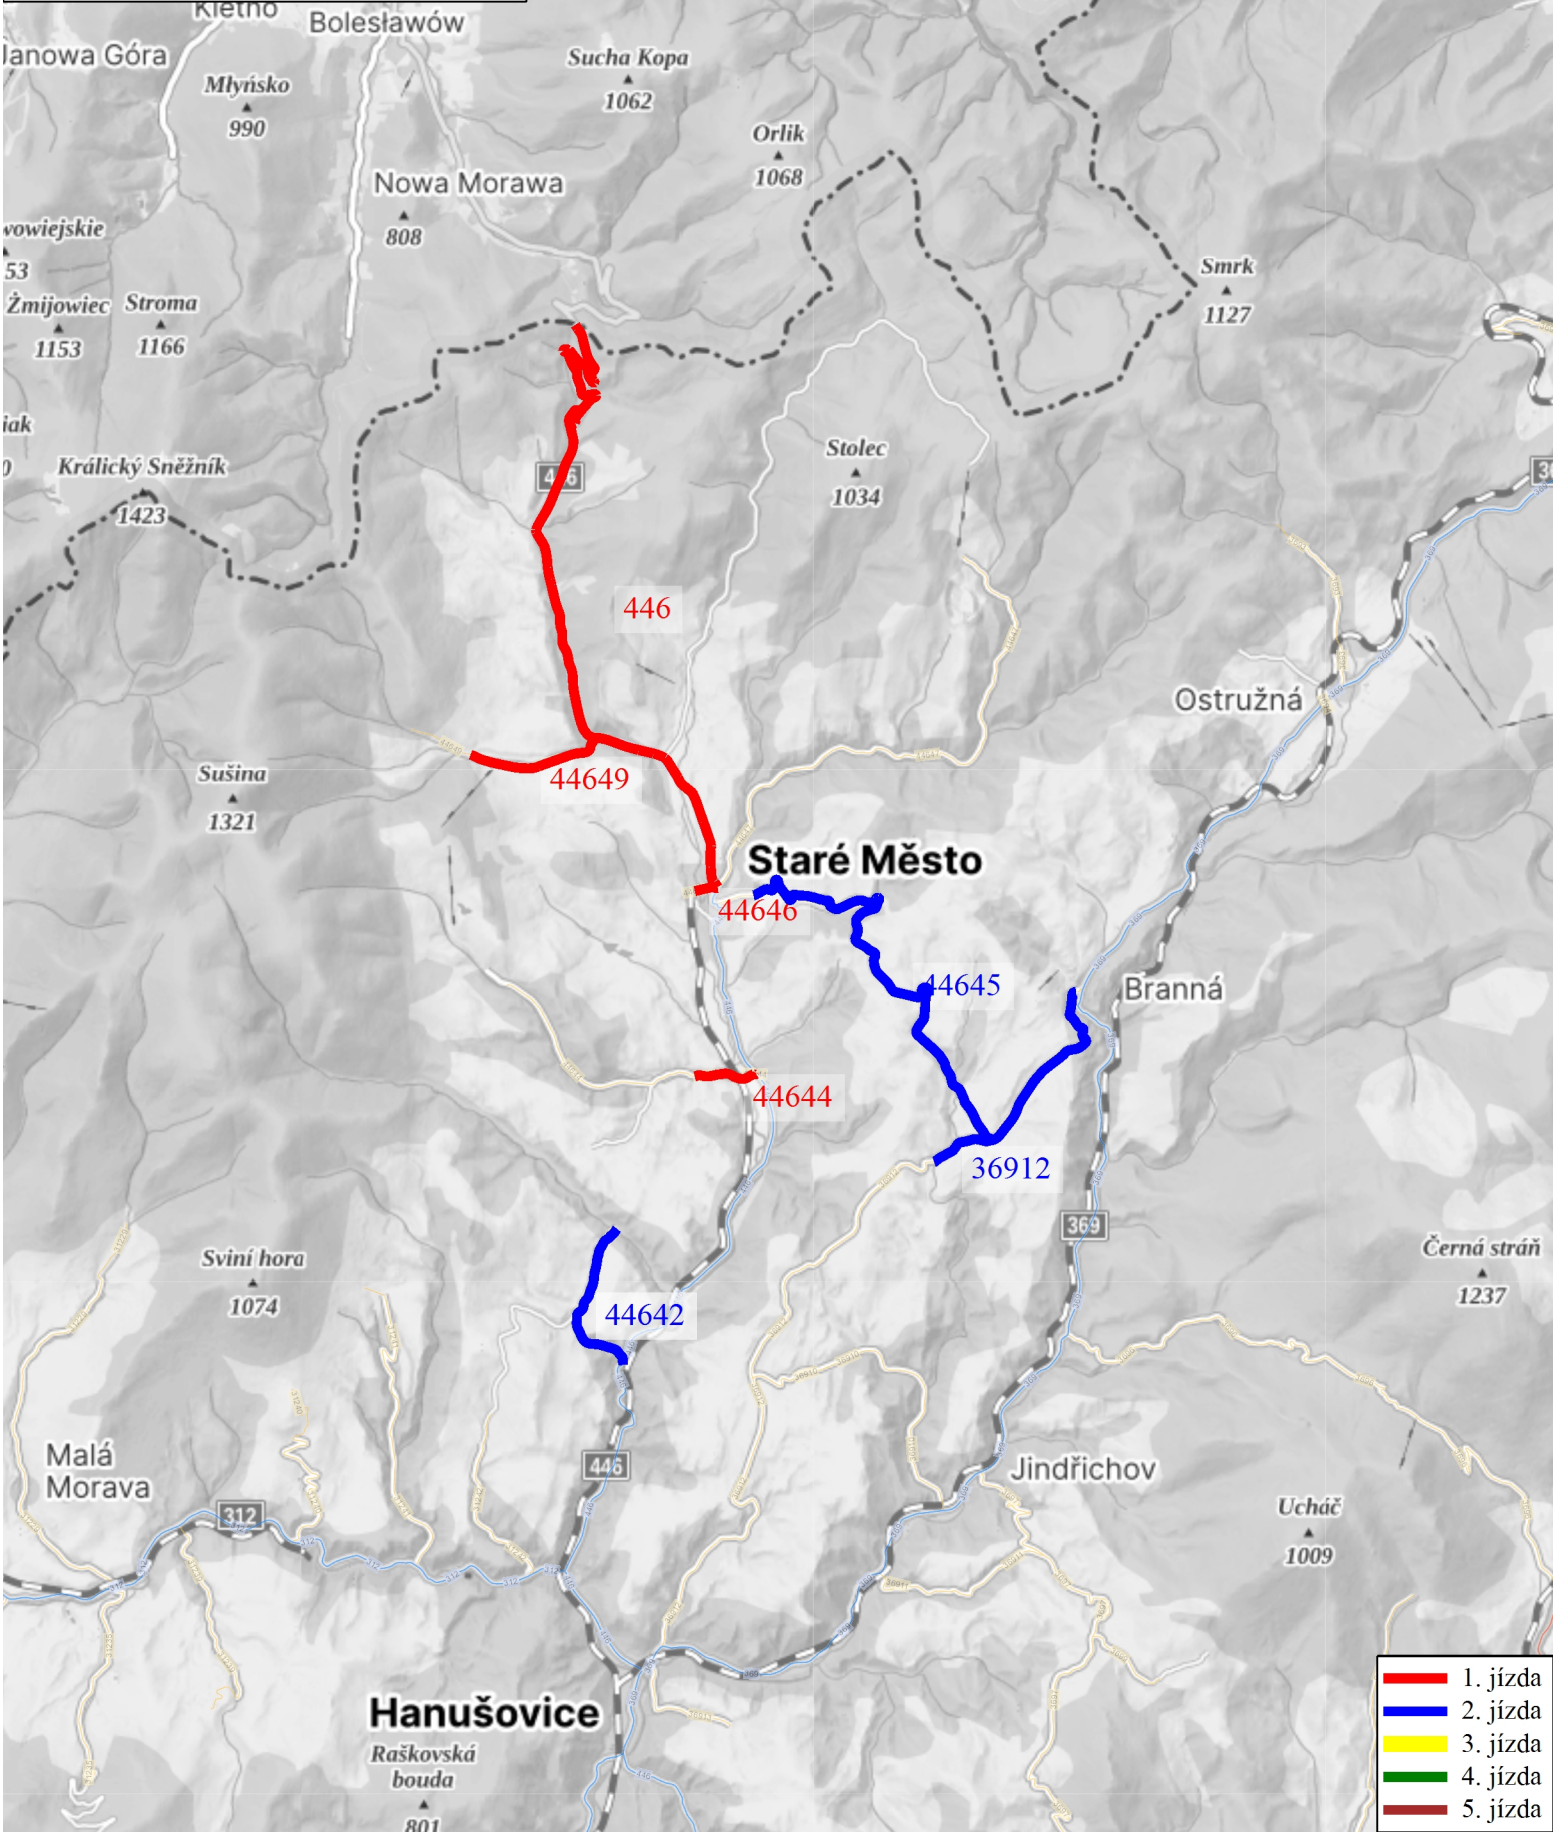 Kletno
Bolesławów
Janowa Góra
Sucha Kopa
1062
Młyńsko
990
Orlik
1068
Nowa Morawa
808
wowiejskie
53
Smrk
1127
Żmijowiec
1153
Stroma
1166
iak
0
Králický Sněžník
1423
Stolec
1034
446
Ostružná
Sušina
1321
44649
Staré Město
44646
44645
Branná
44644
36912
369
Sviní hora
1074
Černá stráň
1237
44642
Malá
Morava
446
Jindřichov
312
Ucháč
1009
Hanušovice
Raškovská
bouda
801
1. jízda
2. jízda
3. jízda
4. jízda
5. jízda